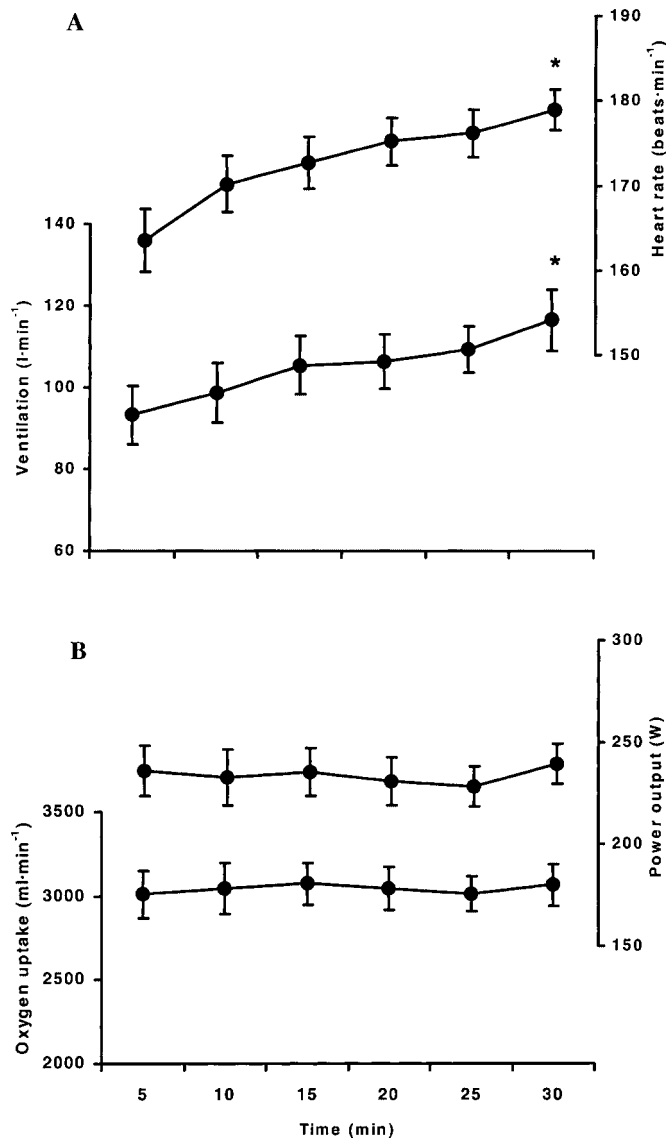 A
190
180
170
160
150
Heart rate (beats·min⁻¹)
*
*
140
120
100
80
60
Ventilation (l·min⁻¹)
B
300
250
200
150
Power output (W)
3500
3000
2500
2000
Oxygen uptake (ml·min⁻¹)
5 10 15 20 25 30
Time (min)